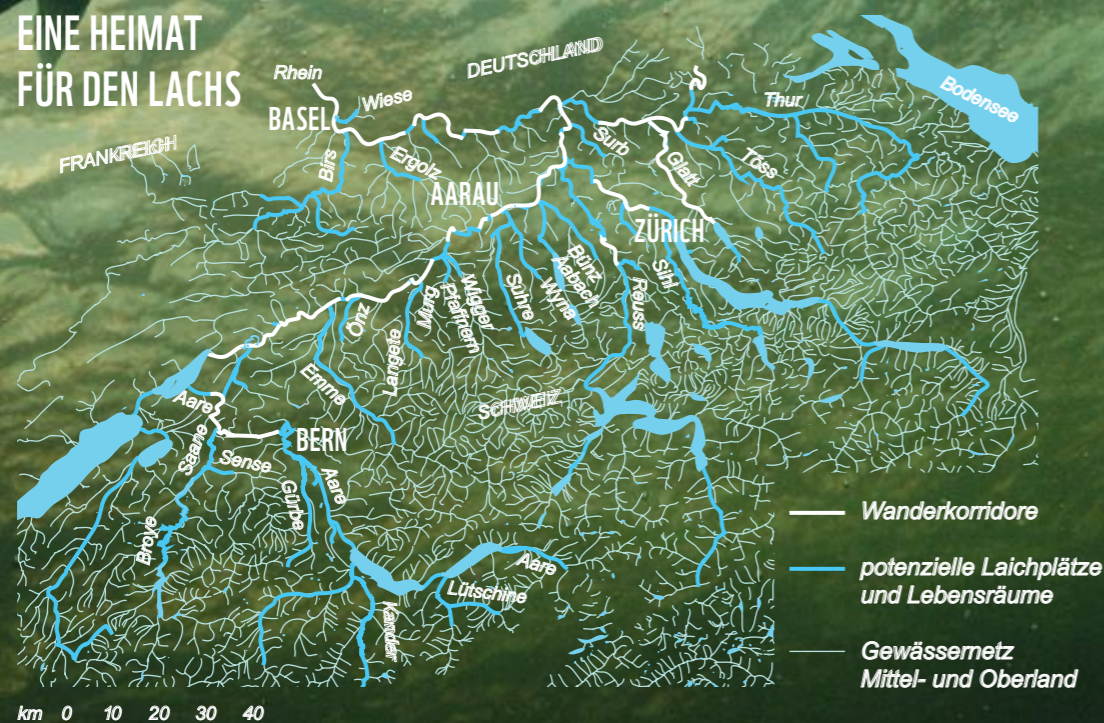 EINE HEIMAT
FÜR DEN LACHS
Rhein
DEUTSCHLAND
BASEL
Wiese
Thur
Bodensee
FRANKREICH
Birs
Ergolz
Surb
Glatt
Töss
AARAU
ZÜRICH
Sihl
Bünz
Aabach
Wyna
Suhre
Wigger
Pfaffnern
Murg
Langete
Önz
Reuss
Emme
SCHWEIZ
Aare
BERN
Saane
Sense
Gürbe
Aare
Broye
Aare
Lütschine
Kander
Wanderkorridore
potenzielle Laichplätze
und Lebensräume
Gewässernetz
Mittel- und Oberland
km 0 10 20 30 40